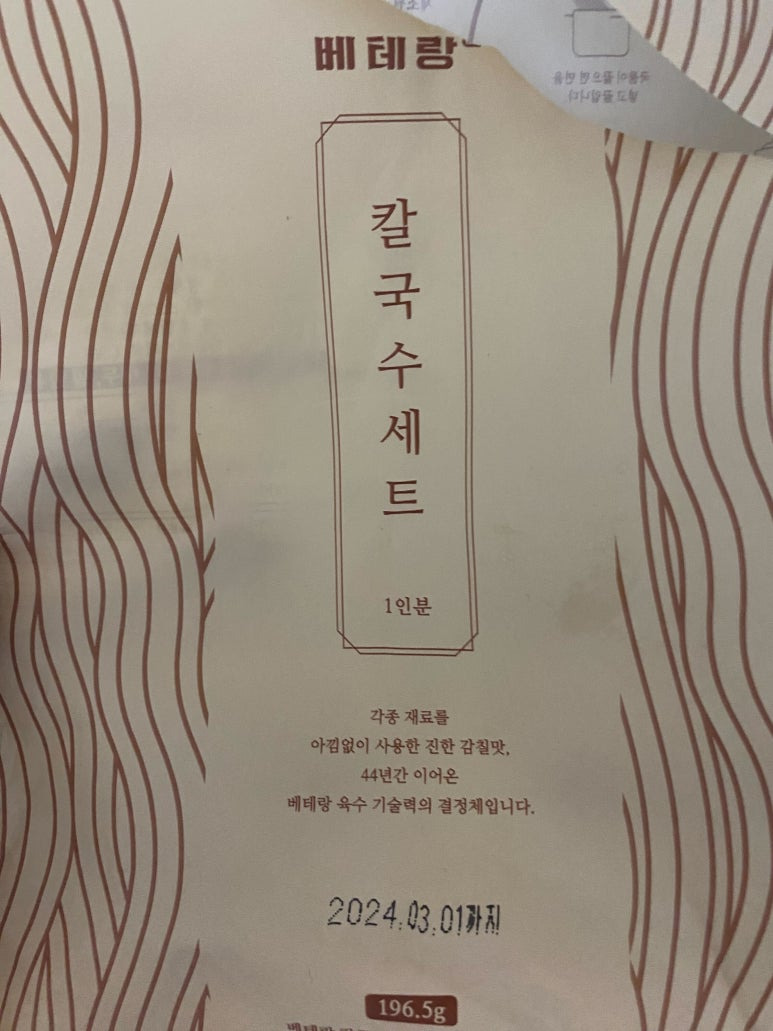 베테랑
칼국수세트
1인분
각종 재료를
아낌없이 사용한 진한 감칠맛,
44년간 이어온
베테랑 육수 기술력의 결정체입니다.
2024.03.01까지
196.5g
베테랑